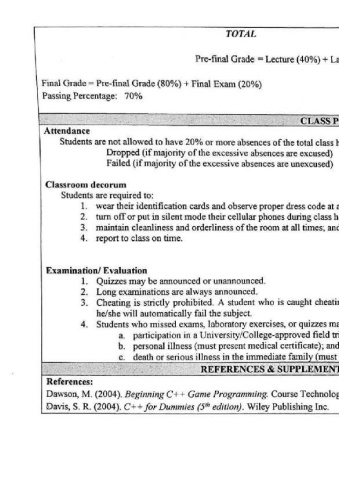 TOTAL
Pre-final Grade = Lecture (40%) + La
Final Grade = Pre-final Grade (80%) + Final Exam (20%)
Passing Percentage: 70%
CLASS P
Attendance
Students are not allowed to have 20% or more absences of the total class h
Dropped (if majority of the excessive absences are excused)
Failed (if majority of the excessive absences are unexcused)
Classroom decorum
Students are required to:
1. wear their identification cards and observe proper dress code at a
2. turn off or put in silent mode their cellular phones during class h
3. maintain cleanliness and orderliness of the room at all times; and
4. report to class on time.
Examination/ Evaluation
1. Quizzes may be announced or unannounced.
2. Long examinations are always announced.
3. Cheating is strictly prohibited. A student who is caught cheati
he/she will automatically fail the subject.
4. Students who missed exams, laboratory exercises, or quizzes ma
a. participation in a University/College-approved field tri
b. personal illness (must present medical certificate); and
c. death or serious illness in the immediate family (must
REFERENCES & SUPPLEMENT
References:
Dawson, M. (2004). Beginning C++ Game Programming. Course Technolog
Davis, S. R. (2004). C++ for Dummies (5th edition). Wiley Publishing Inc.